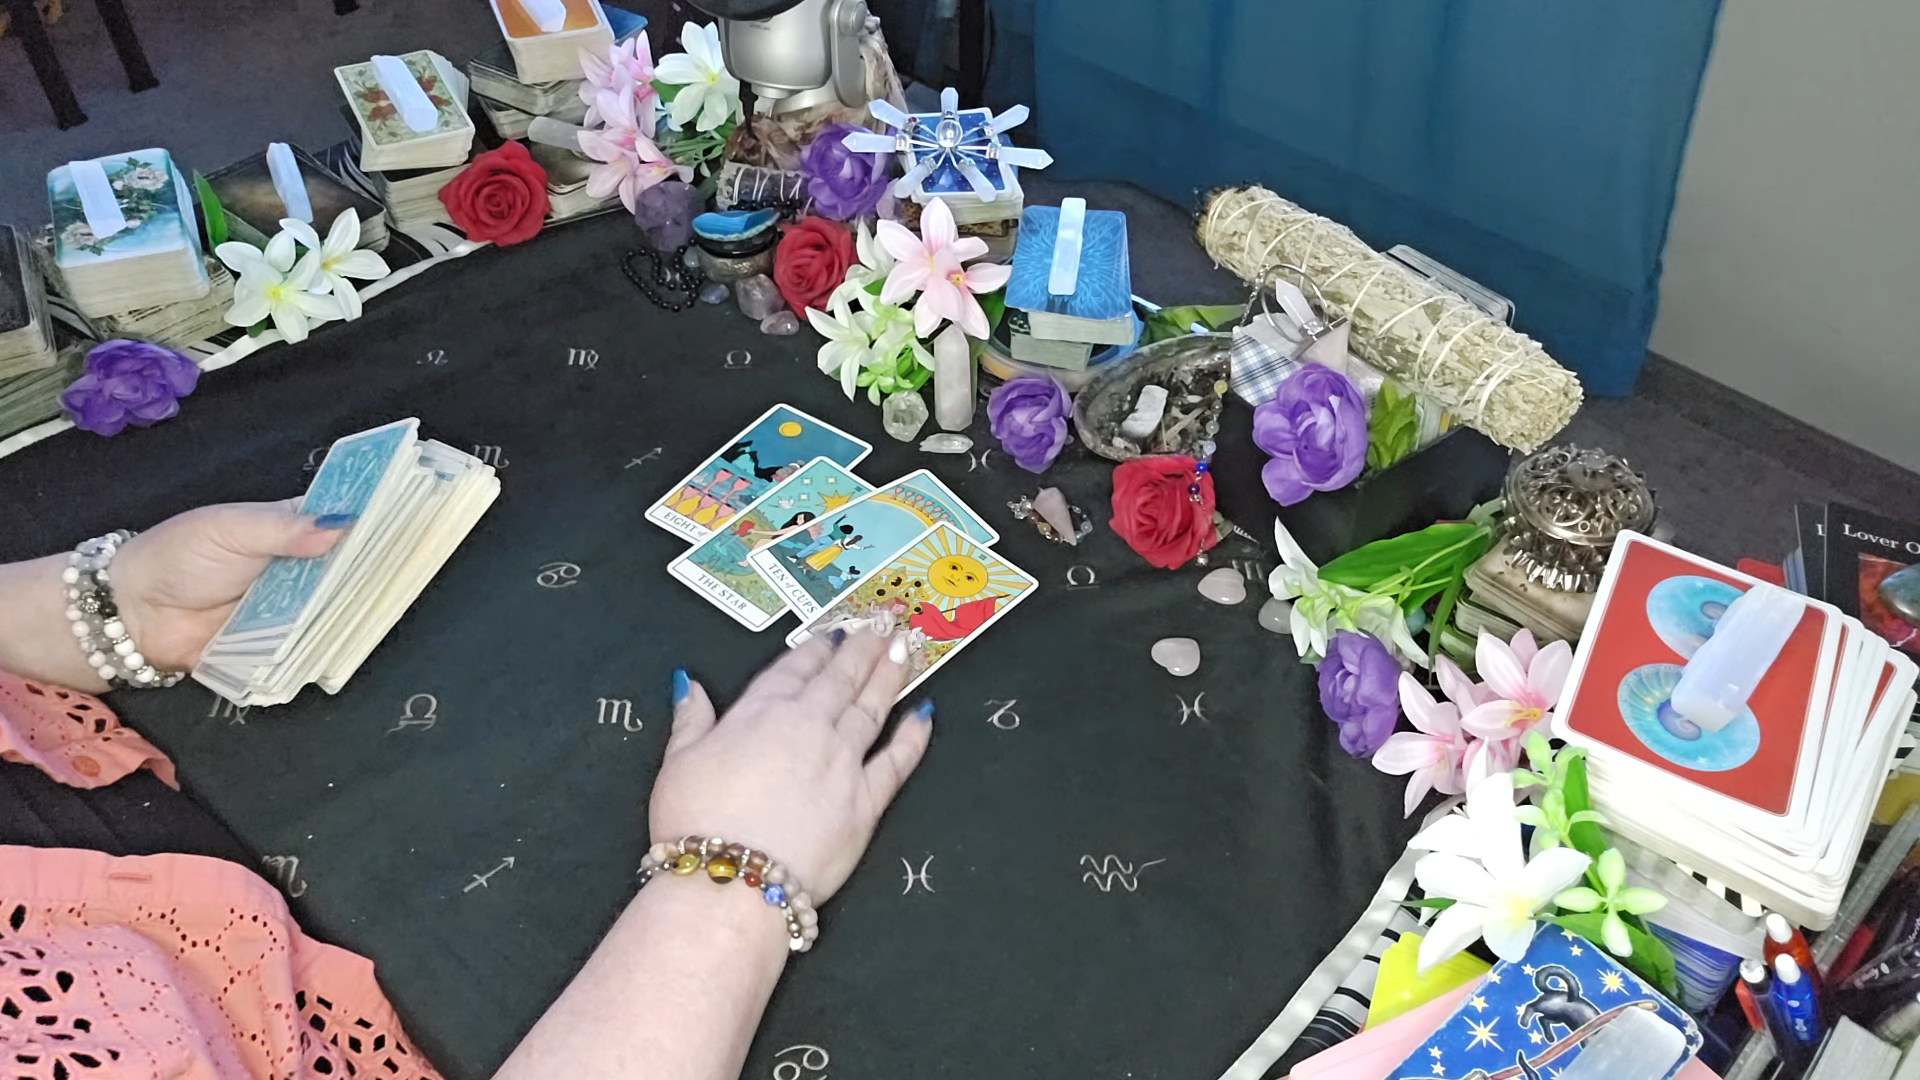 EIGHT of
THE STAR
TEN of CUPS
Lover O